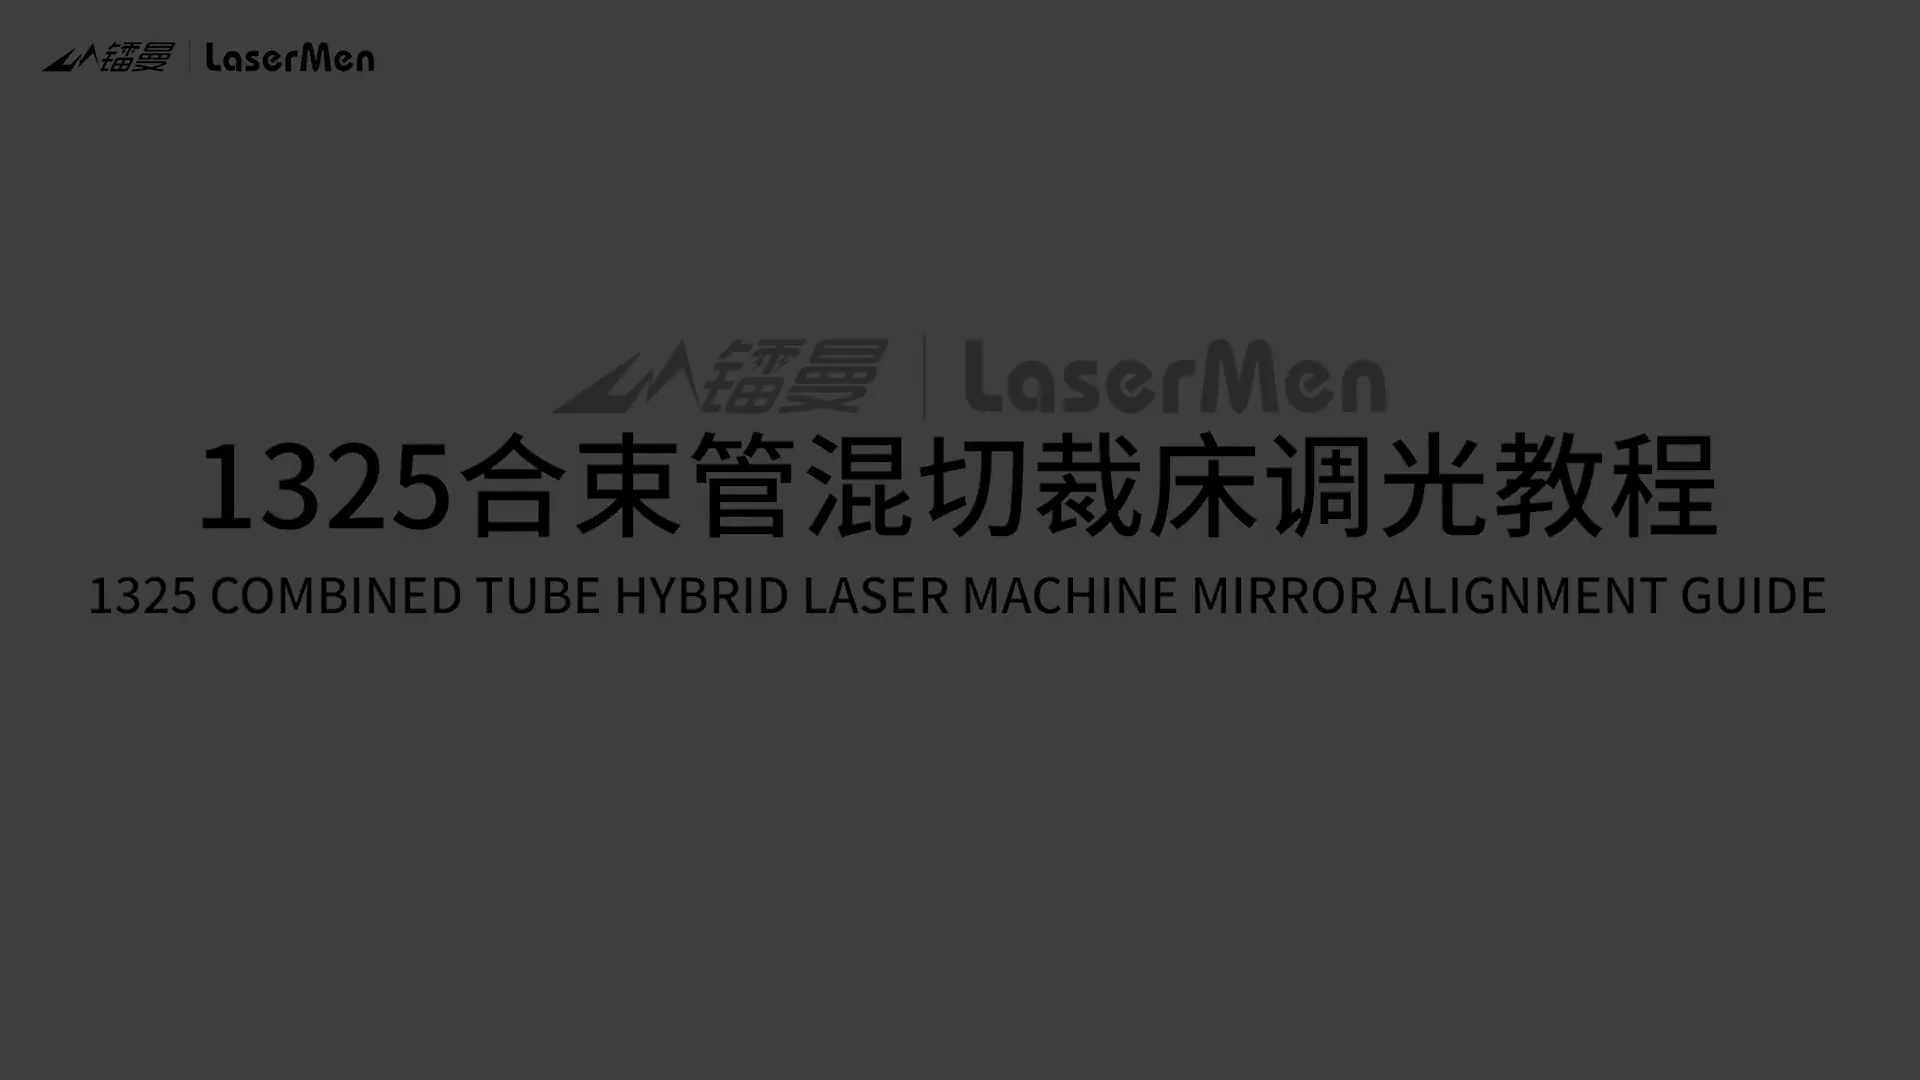 镭曼 LaserMen
镭曼 LaserMen
1325合束管混切裁床调光教程
1325 COMBINED TUBE HYBRID LASER MACHINE MIRROR ALIGNMENT GUIDE